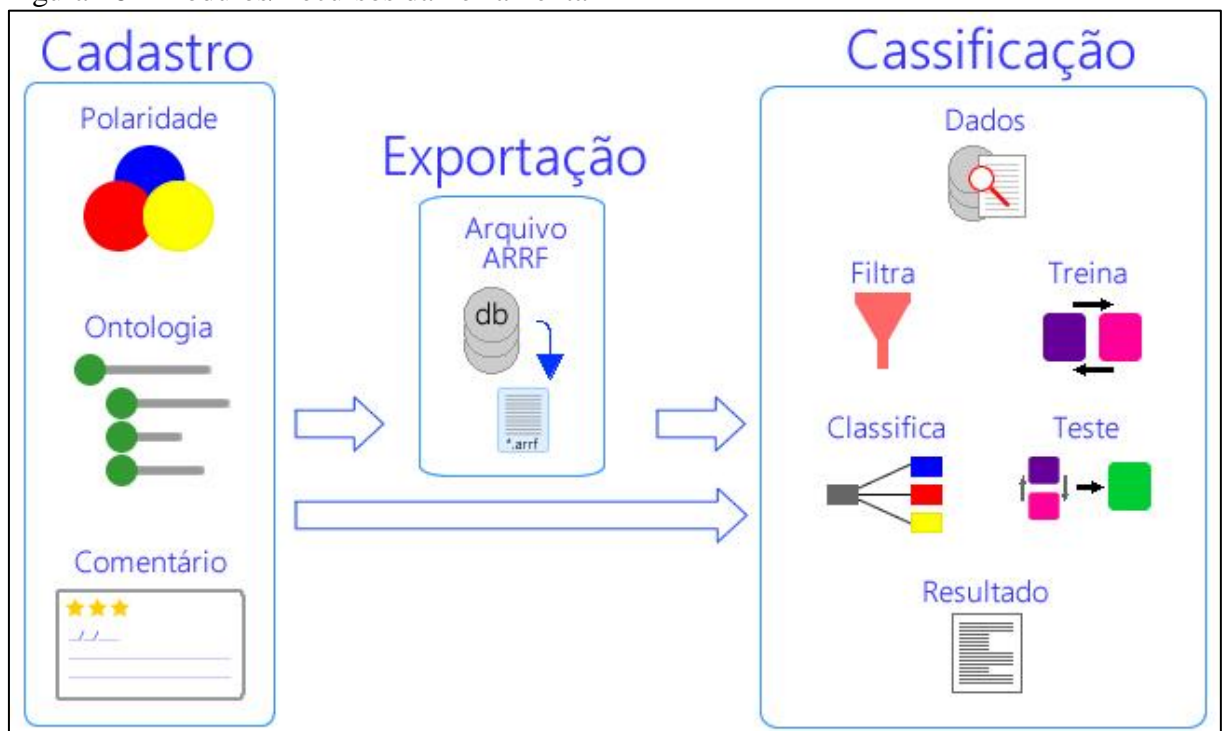 Cadastro
Polaridade
Ontologia
Comentário
Exportação
Arquivo
ARRF
db
*.arrf
Cassificação
Dados
Filtra
Treina
Classifica
Teste
Resultado